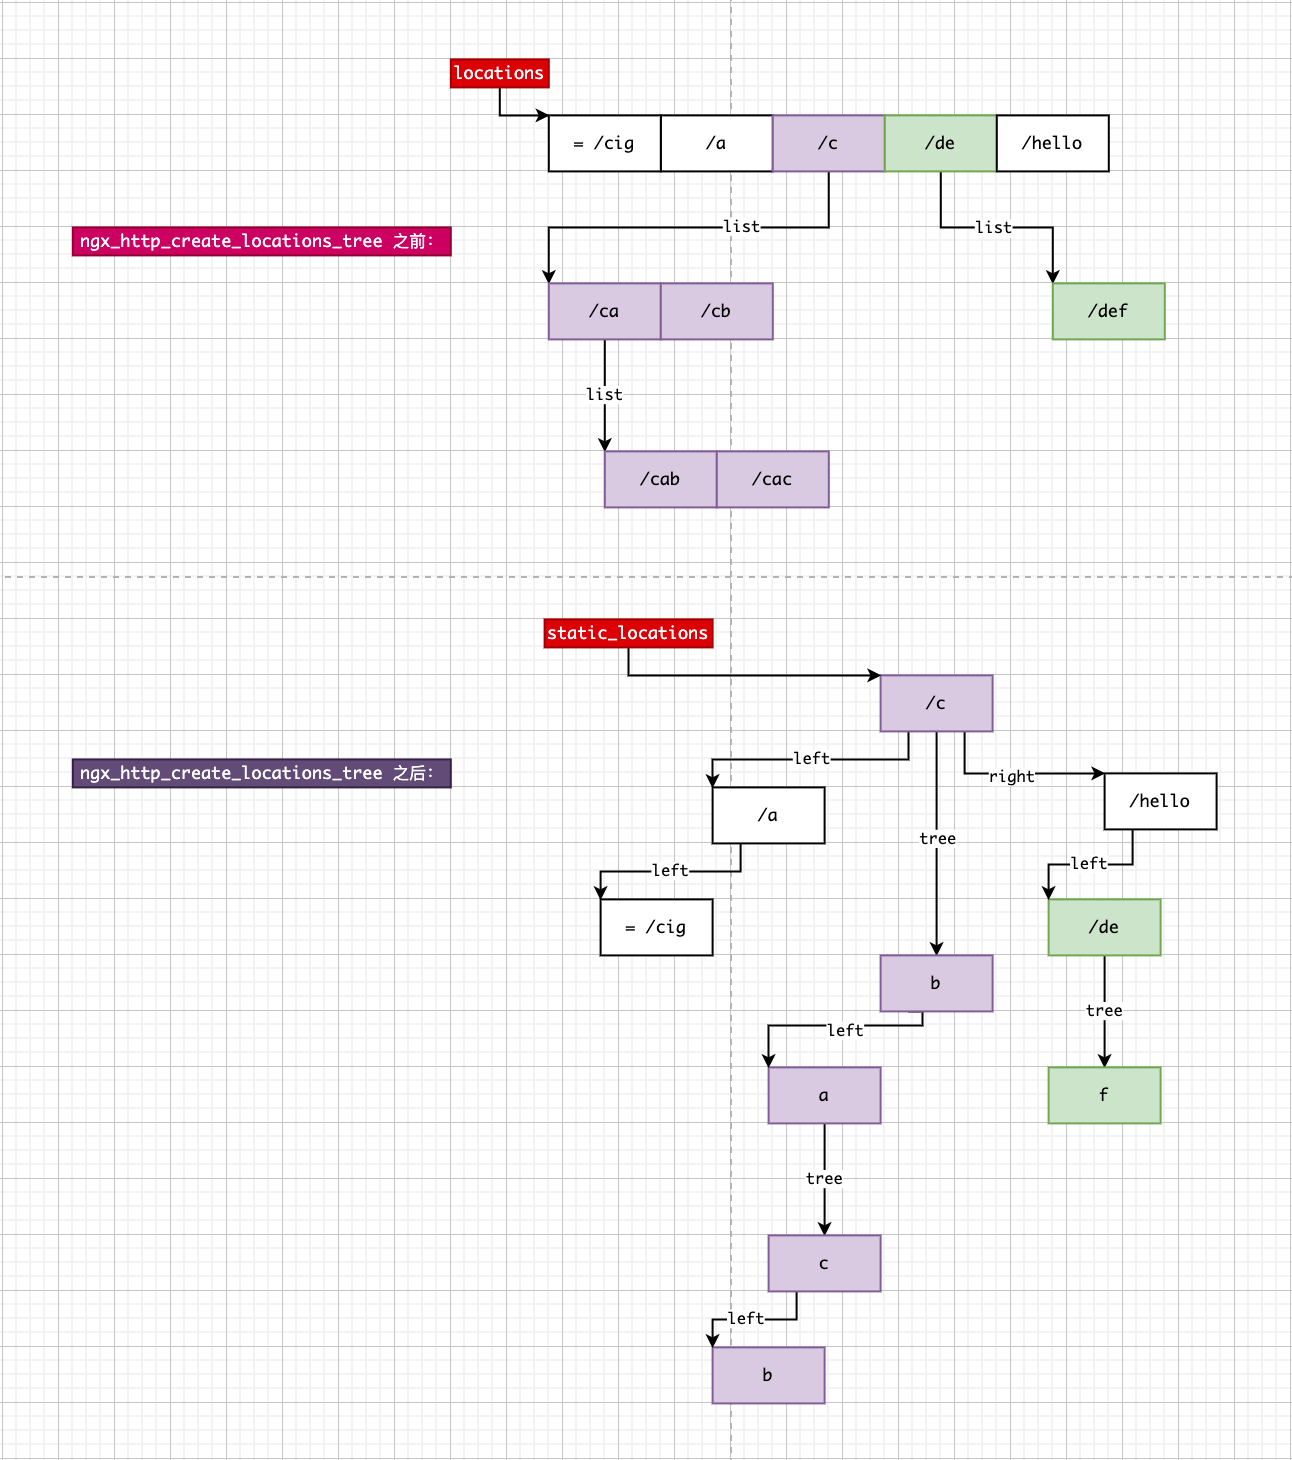 locations
= /cig
/a
/c
/de
/hello
list
list
ngx_http_create_locations_tree 之前:
/ca
/cb
/def
list
/cab
/cac
static_locations
/c
left
ngx_http_create_locations_tree 之后:
right
/hello
/a
tree
left
left
= /cig
/de
b
tree
left
a
f
tree
c
left
b